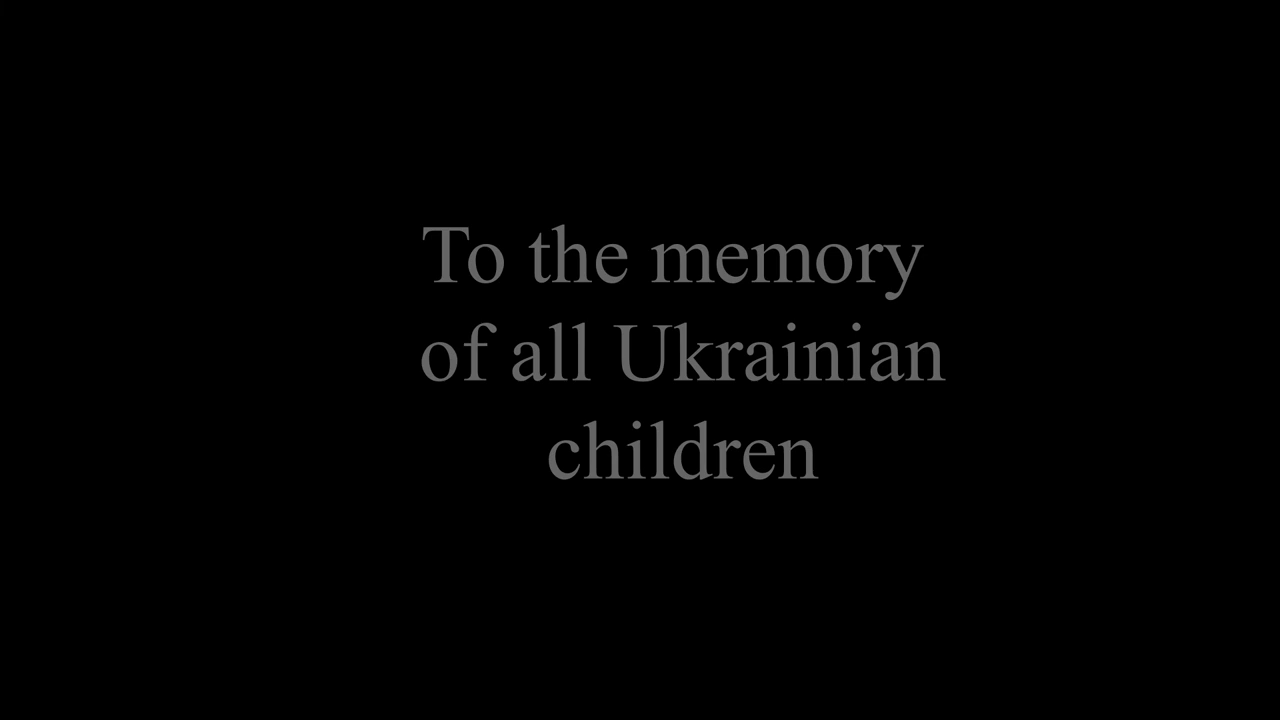 To the memory
of all Ukrainian
children